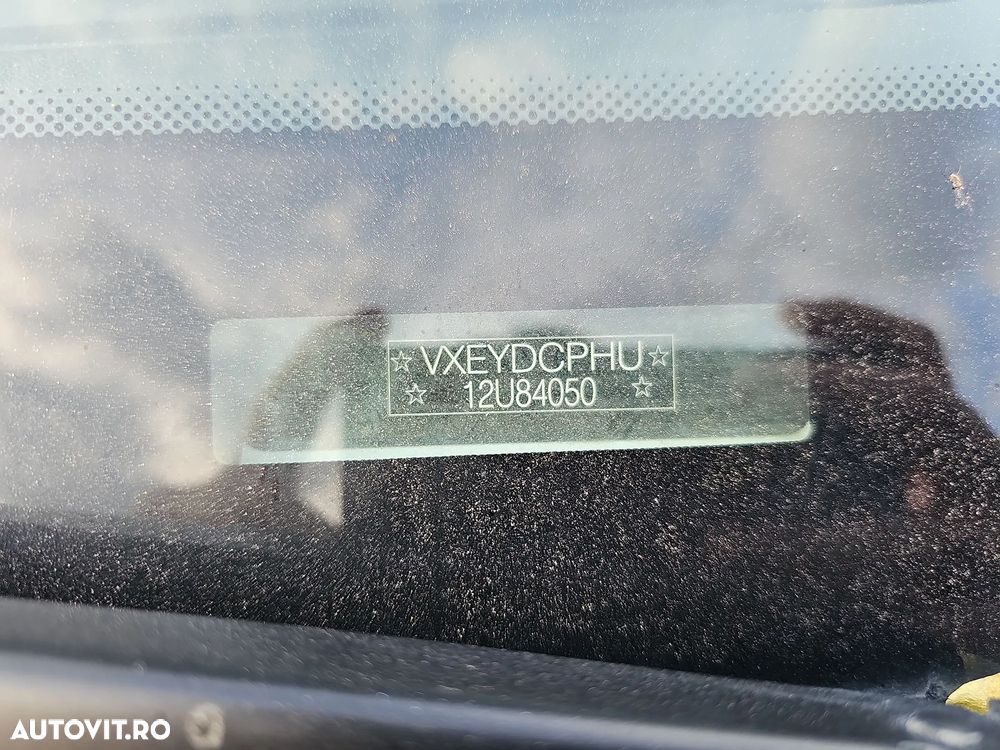 ☆ VXEYDCPHU ☆
☆ 12U84050 ☆
AUTOVIT.RO